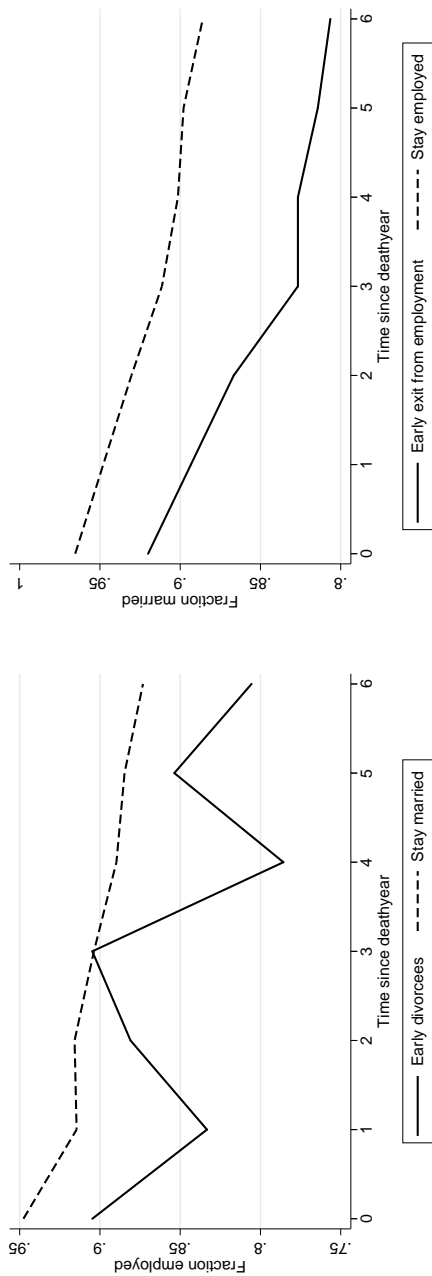 .95
.9
.85
.8
.75
Fraction employed
0 1 2 3 4 5 6
Time since deathyear
Early divorcees Stay married
1
.95
.9
.85
.8
Fraction married
0 1 2 3 4 5 6
Time since deathyear
Early exit from employment Stay employed